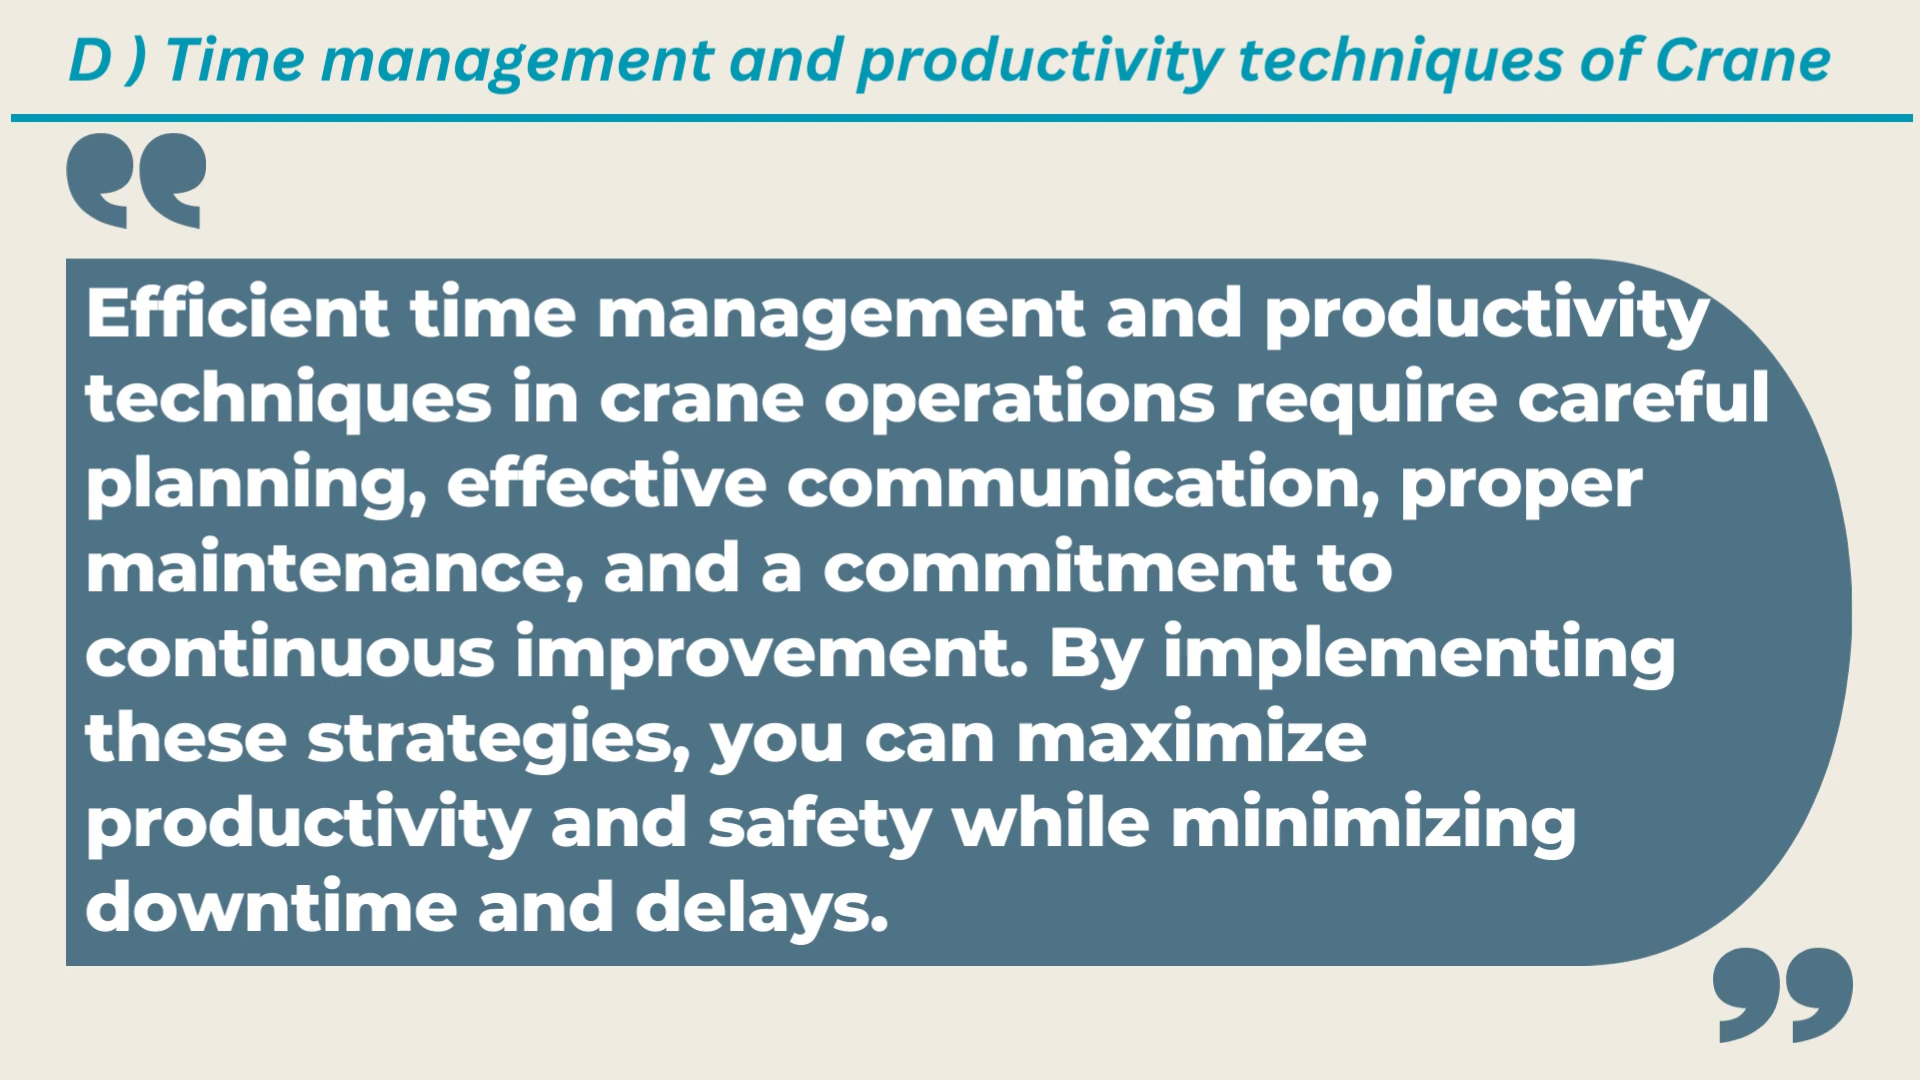 D ) Time management and productivity techniques of Crane
Efficient time management and productivity
techniques in crane operations require careful
planning, effective communication, proper
maintenance, and a commitment to
continuous improvement. By implementing
these strategies, you can maximize
productivity and safety while minimizing
downtime and delays.